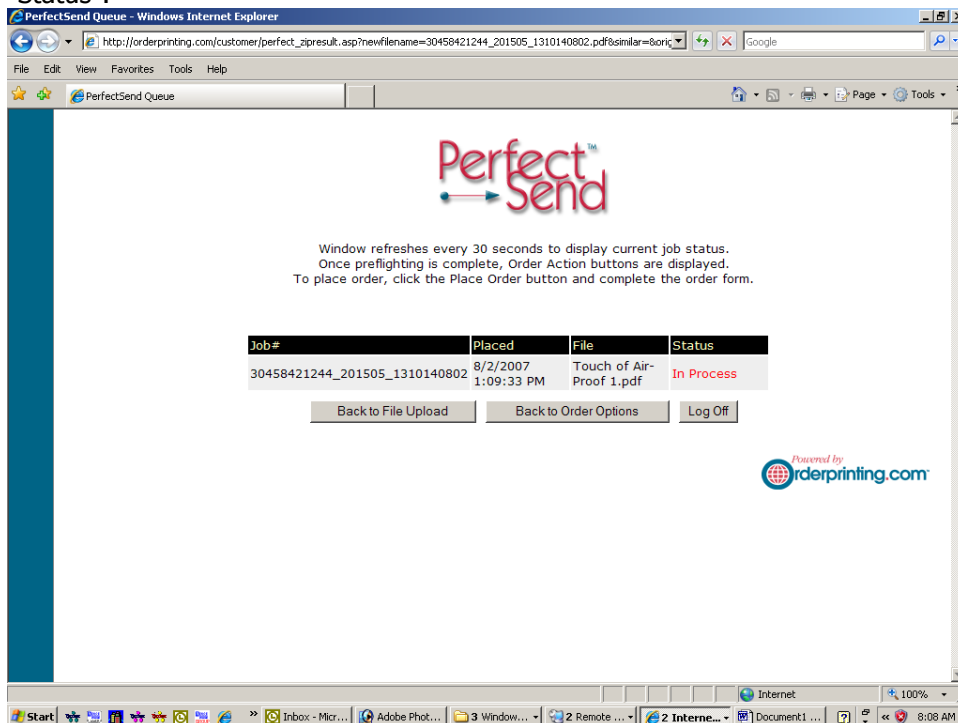 Status 1
PerfectSend Queue - Windows Internet Explorer
http://orderprinting.com/customer/perfect_zipresult.asp?newfilename=30458421244_201505_1310140802.pdf&similar=&orig
Google
File Edit View Favorites Tools Help
PerfectSend Queue
Page Tools
Perfect™
Send
Window refreshes every 30 seconds to display current job status.
Once preflighting is complete, Order Action buttons are displayed.
To place order, click the Place Order button and complete the order form.
Job# Placed File Status
30458421244_201505_1310140802 8/2/2007 1:09:33 PM Touch of Air-Proof 1.pdf In Process
Back to File Upload Back to Order Options Log Off
Powered by
Orderprinting.com
Internet 100%
Start Inbox - Micr... Adobe Phot... 3 Window... 2 Remote ... 2 Interne... Document1 ... 8:08 AM